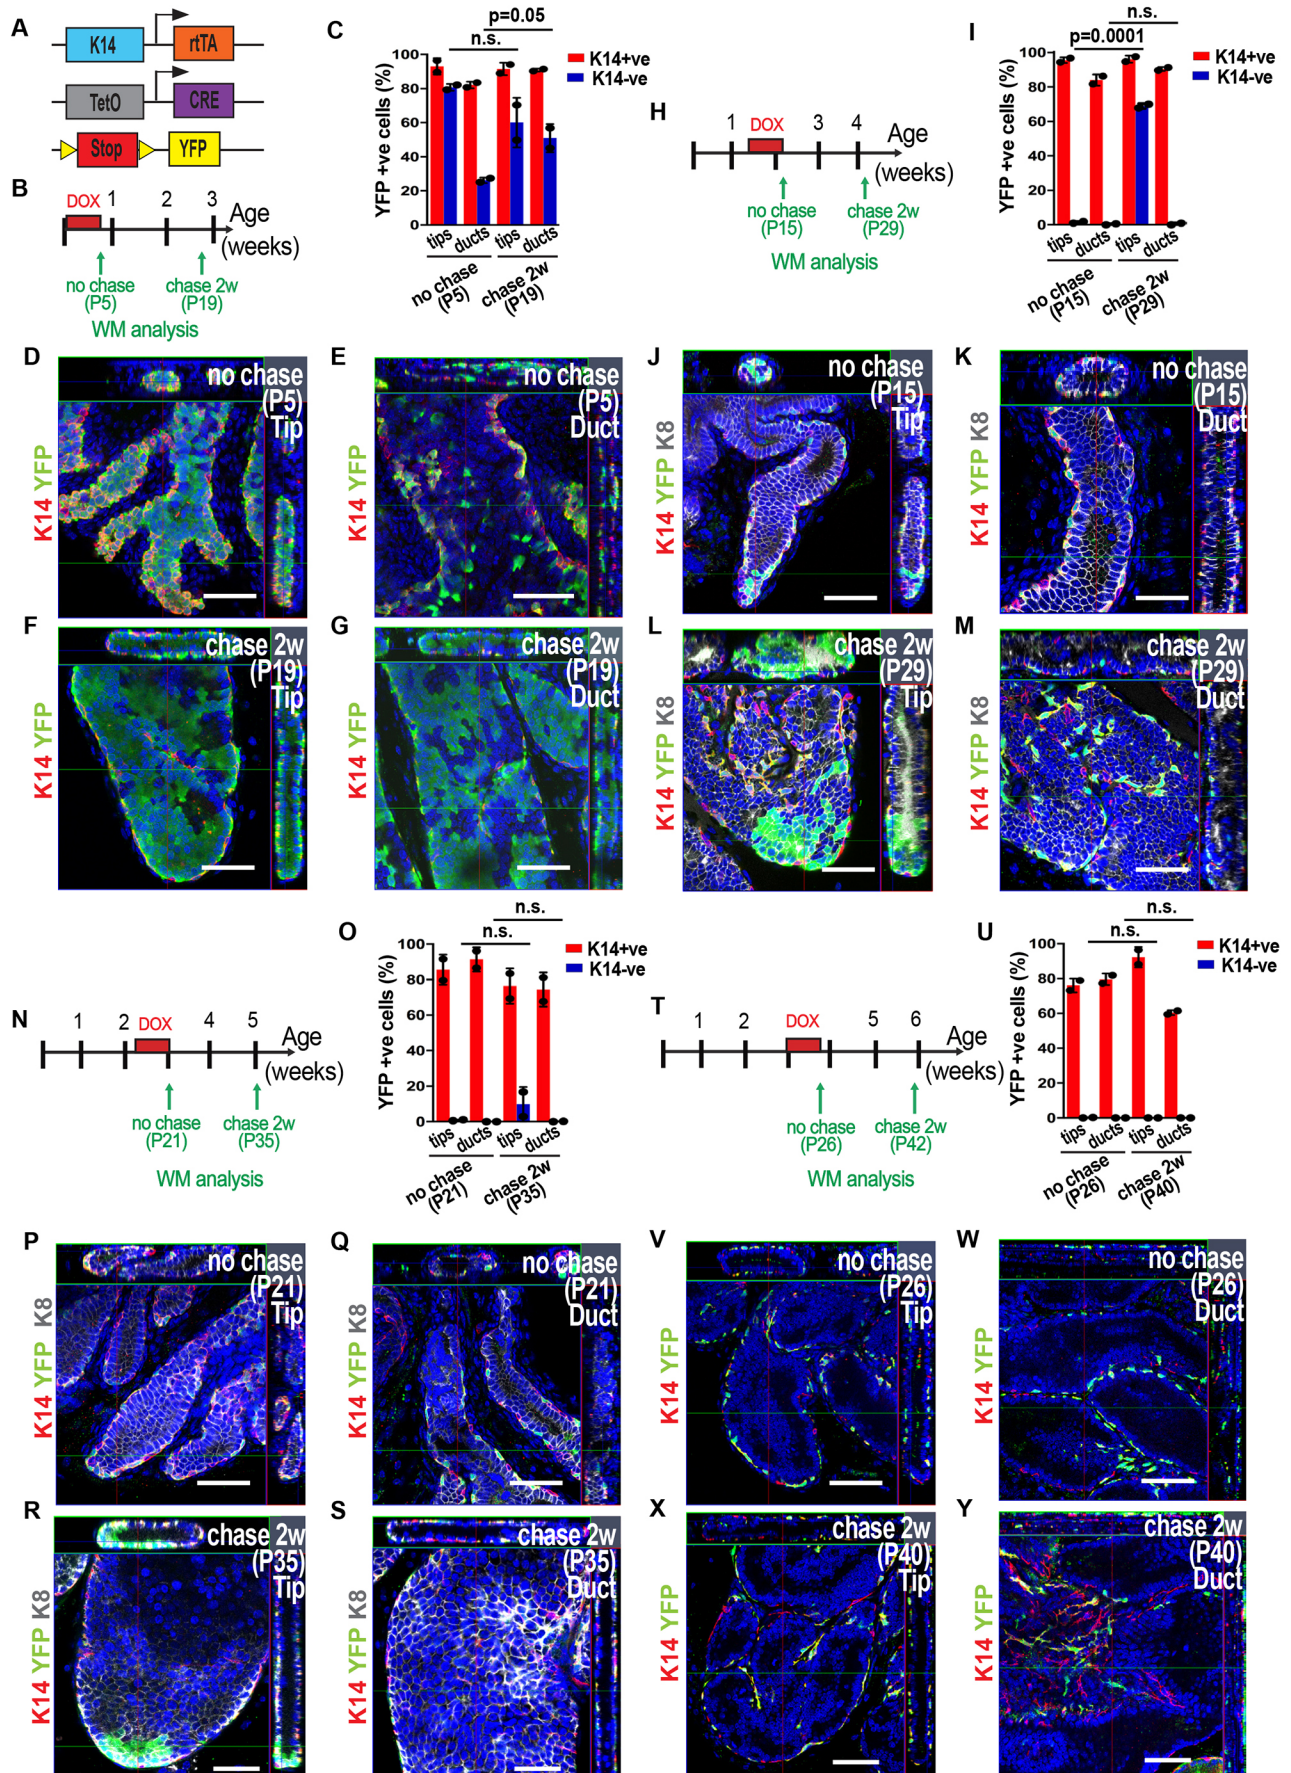 A
K14
rtTA
TetO
CRE
Stop
YFP
B
DOX
1
2
3
Age
(weeks)
no chase
(P5)
chase 2w
(P19)
WM analysis
C
p=0.05
n.s.
K14+ve
K14-ve
YFP +ve cells (%)
100
80
60
40
20
0
tips
ducts
tips
ducts
no chase
(P5)
chase 2w
(P19)
H
1
DOX
3
4
Age
(weeks)
no chase
(P15)
chase 2w
(P29)
WM analysis
I
n.s.
p=0.0001
K14+ve
K14-ve
YFP +ve cells (%)
100
80
60
40
20
0
tips
ducts
tips
ducts
no chase
(P15)
chase 2w
(P29)
D
no chase
(P5)
Tip
K14 YFP
E
no chase
(P5)
Duct
K14 YFP
J
no chase
(P15)
Tip
K14 YFP K8
K
no chase
(P15)
Duct
K14 YFP K8
F
chase 2w
(P19)
Tip
K14 YFP
G
chase 2w
(P19)
Duct
K14 YFP
L
chase 2w
(P29)
Tip
K14 YFP K8
M
chase 2w
(P29)
Duct
K14 YFP K8
N
1
2
DOX
4
5
Age
(weeks)
no chase
(P21)
chase 2w
(P35)
WM analysis
O
n.s.
n.s.
K14+ve
K14-ve
YFP +ve cells (%)
100
80
60
40
20
0
tips
ducts
tips
ducts
no chase
(P21)
chase 2w
(P35)
T
1
2
DOX
5
6
Age
(weeks)
no chase
(P26)
chase 2w
(P42)
WM analysis
U
n.s.
n.s.
K14+ve
K14-ve
YFP +ve cells (%)
100
80
60
40
20
0
tips
ducts
tips
ducts
no chase
(P26)
chase 2w
(P40)
P
no chase
(P21)
Tip
K14 YFP K8
Q
no chase
(P21)
Duct
K14 YFP K8
V
no chase
(P26)
Tip
K14 YFP
W
no chase
(P26)
Duct
K14 YFP
R
chase 2w
(P35)
Tip
K14 YFP K8
S
chase 2w
(P35)
Duct
K14 YFP K8
X
chase 2w
(P40)
Tip
K14 YFP
Y
chase 2w
(P40)
Duct
K14 YFP